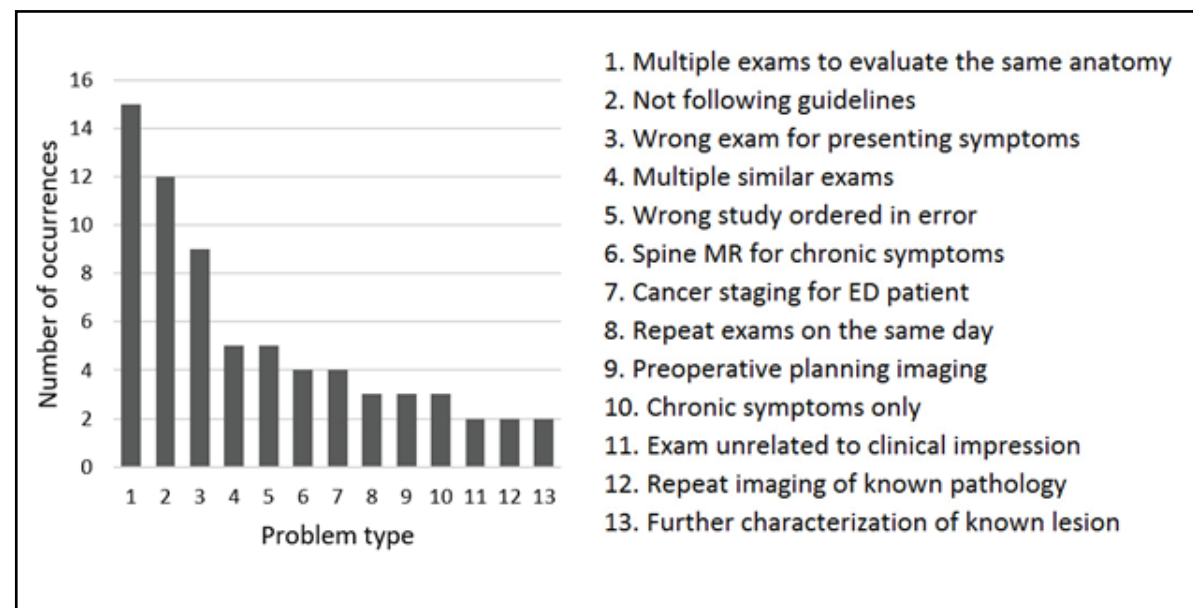 16
14
12
10
8
6
4
2
0
Number of occurrences
1 2 3 4 5 6 7 8 9 10 11 12 13
Problem type
1. Multiple exams to evaluate the same anatomy
2. Not following guidelines
3. Wrong exam for presenting symptoms
4. Multiple similar exams
5. Wrong study ordered in error
6. Spine MR for chronic symptoms
7. Cancer staging for ED patient
8. Repeat exams on the same day
9. Preoperative planning imaging
10. Chronic symptoms only
11. Exam unrelated to clinical impression
12. Repeat imaging of known pathology
13. Further characterization of known lesion